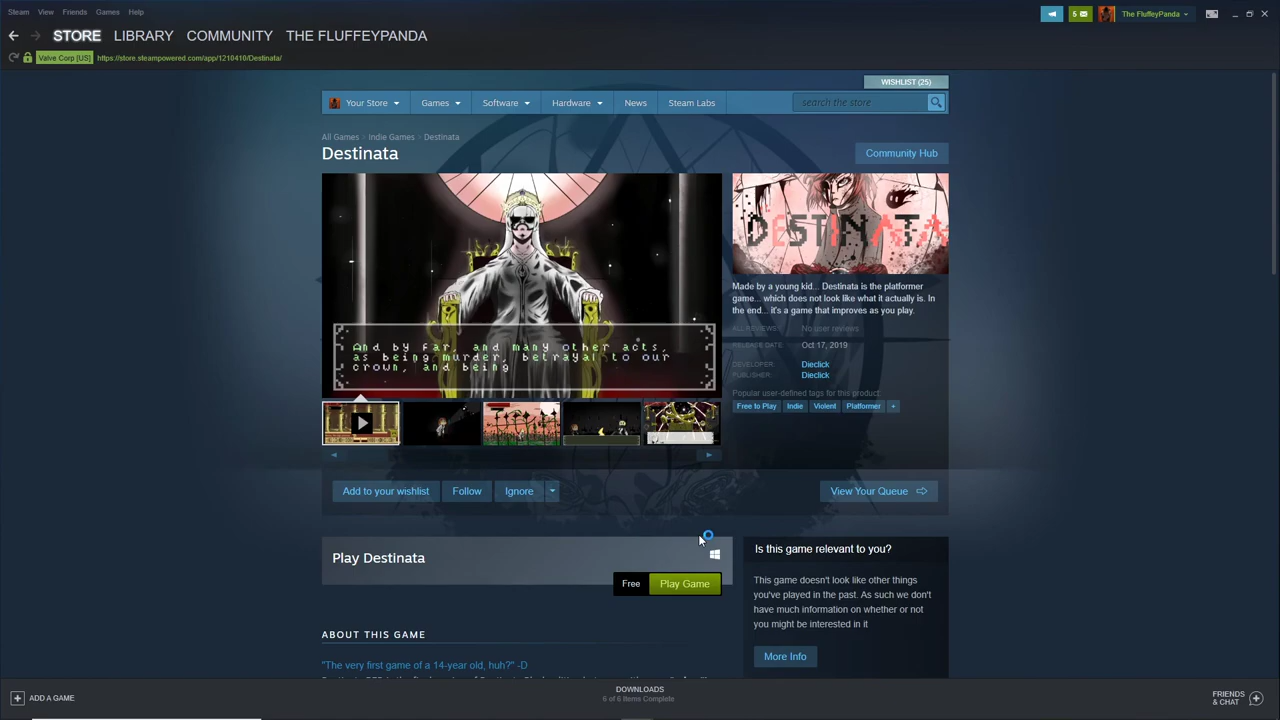 Steam View Friends Games Help
5 The FluffeyPanda
STORE LIBRARY COMMUNITY THE FLUFFEYPANDA
Valve Corp [US] https://store.steampowered.com/app/1210410/Destinata/
WISHLIST (25)
Your Store Games Software Hardware News Steam Labs search the store
All Games > Indie Games > Destinata
Destinata
Community Hub
And by far, and many other acts,
as being murder, betrayal to our
crown, and being
DESTINATA
Made by a young kid... Destinata is the platformer
game... which does not look like what it actually is. In
the end... it's a game that improves as you play.
ALL REVIEWS: No user reviews
RELEASE DATE: Oct 17, 2019
DEVELOPER: Dieclick
PUBLISHER: Dieclick
Popular user-defined tags for this product:
Free to Play Indie Violent Platformer +
Add to your wishlist Follow Ignore View Your Queue
Play Destinata
Free Play Game
Is this game relevant to you?
This game doesn't look like other things
you've played in the past. As such we don't
have much information on whether or not
you might be interested in it
More Info
ABOUT THIS GAME
"The very first game of a 14-year old, huh?" -D
ADD A GAME
DOWNLOADS
6 of 6 Items Complete
FRIENDS
& CHAT